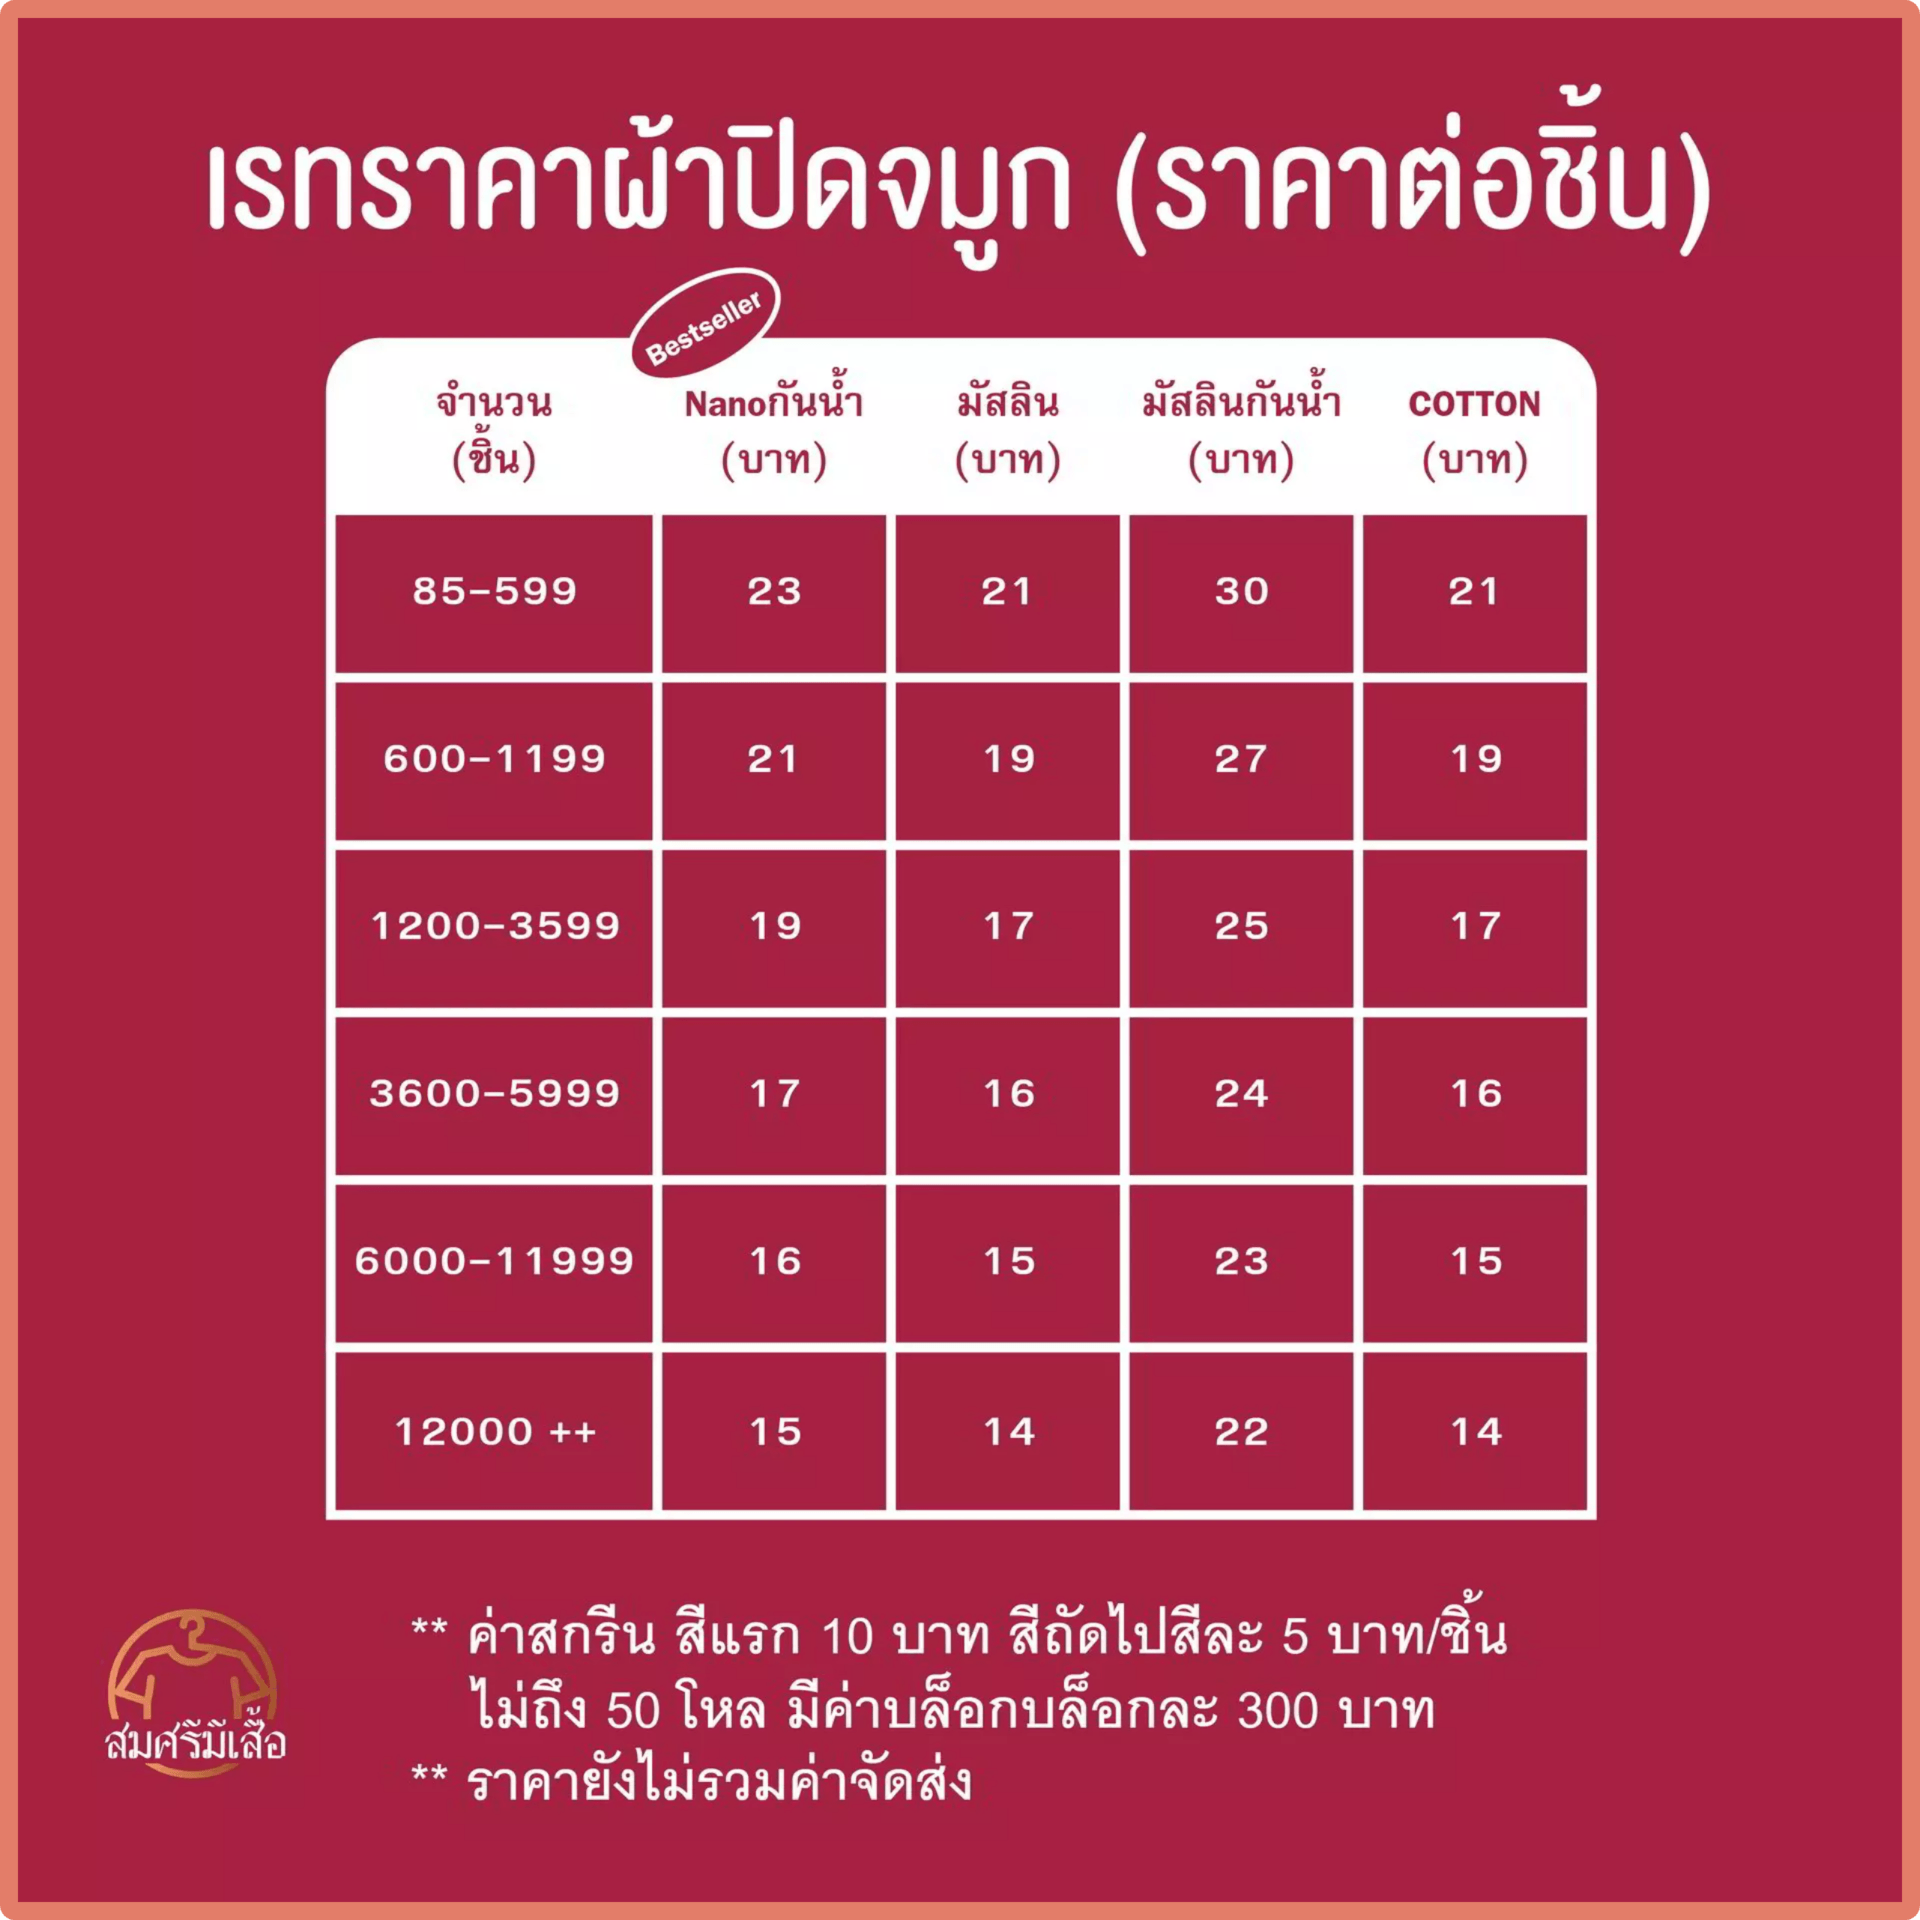 เรทราคาผ้าปิดจมูก (ราคาต่อชิ้น)
Bestseller
จำนวน (ชิ้น) Nanoกันน้ำ (บาท) มัสลิน (บาท) มัสลินกันน้ำ (บาท) COTTON (บาท)
85-599 23 21 30 21
600-1199 21 19 27 19
1200-3599 19 17 25 17
3600-5999 17 16 24 16
6000-11999 16 15 23 15
12000 ++ 15 14 22 14
** ค่าสกรีน สีแรก 10 บาท สีถัดไปสีละ 5 บาท/ชิ้น
ไม่ถึง 50 โหล มีค่าบล็อกบล็อกละ 300 บาท
** ราคายังไม่รวมค่าจัดส่ง
สมศรีมีเสื้อ